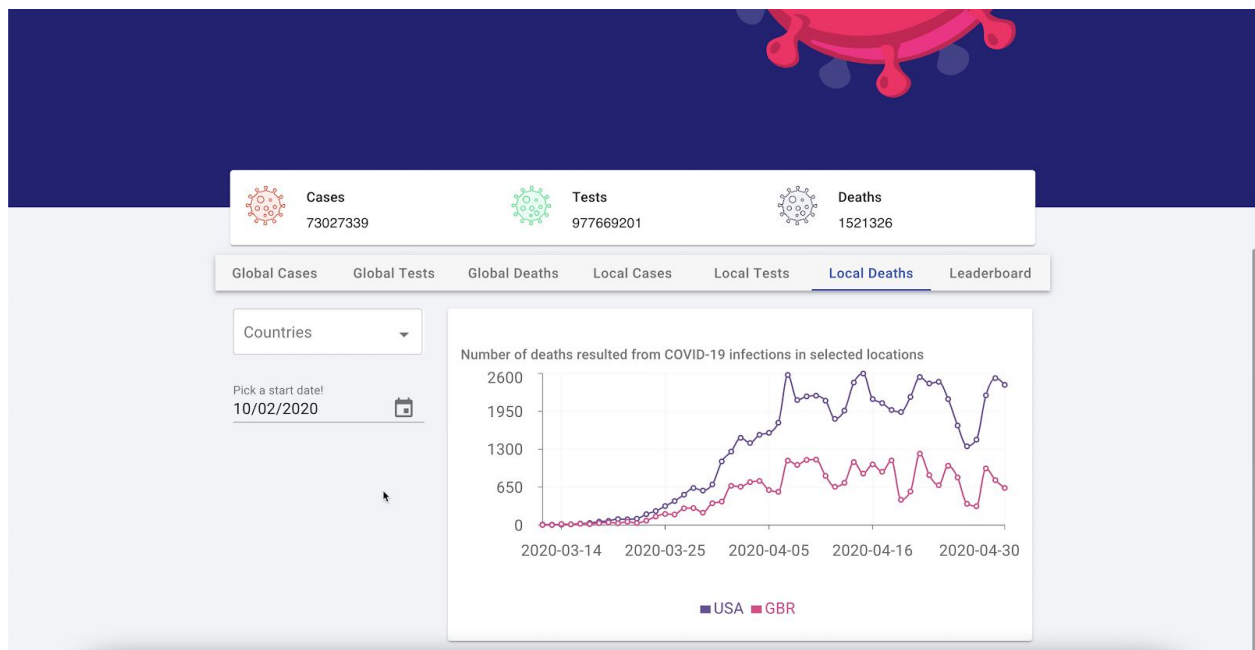 Cases
73027339
Tests
977669201
Deaths
1521326
Global Cases Global Tests Global Deaths Local Cases Local Tests Local Deaths Leaderboard
Countries
Pick a start date!
10/02/2020
Number of deaths resulted from COVID-19 infections in selected locations
2600
1950
1300
650
0
2020-03-14 2020-03-25 2020-04-05 2020-04-16 2020-04-30
USA GBR